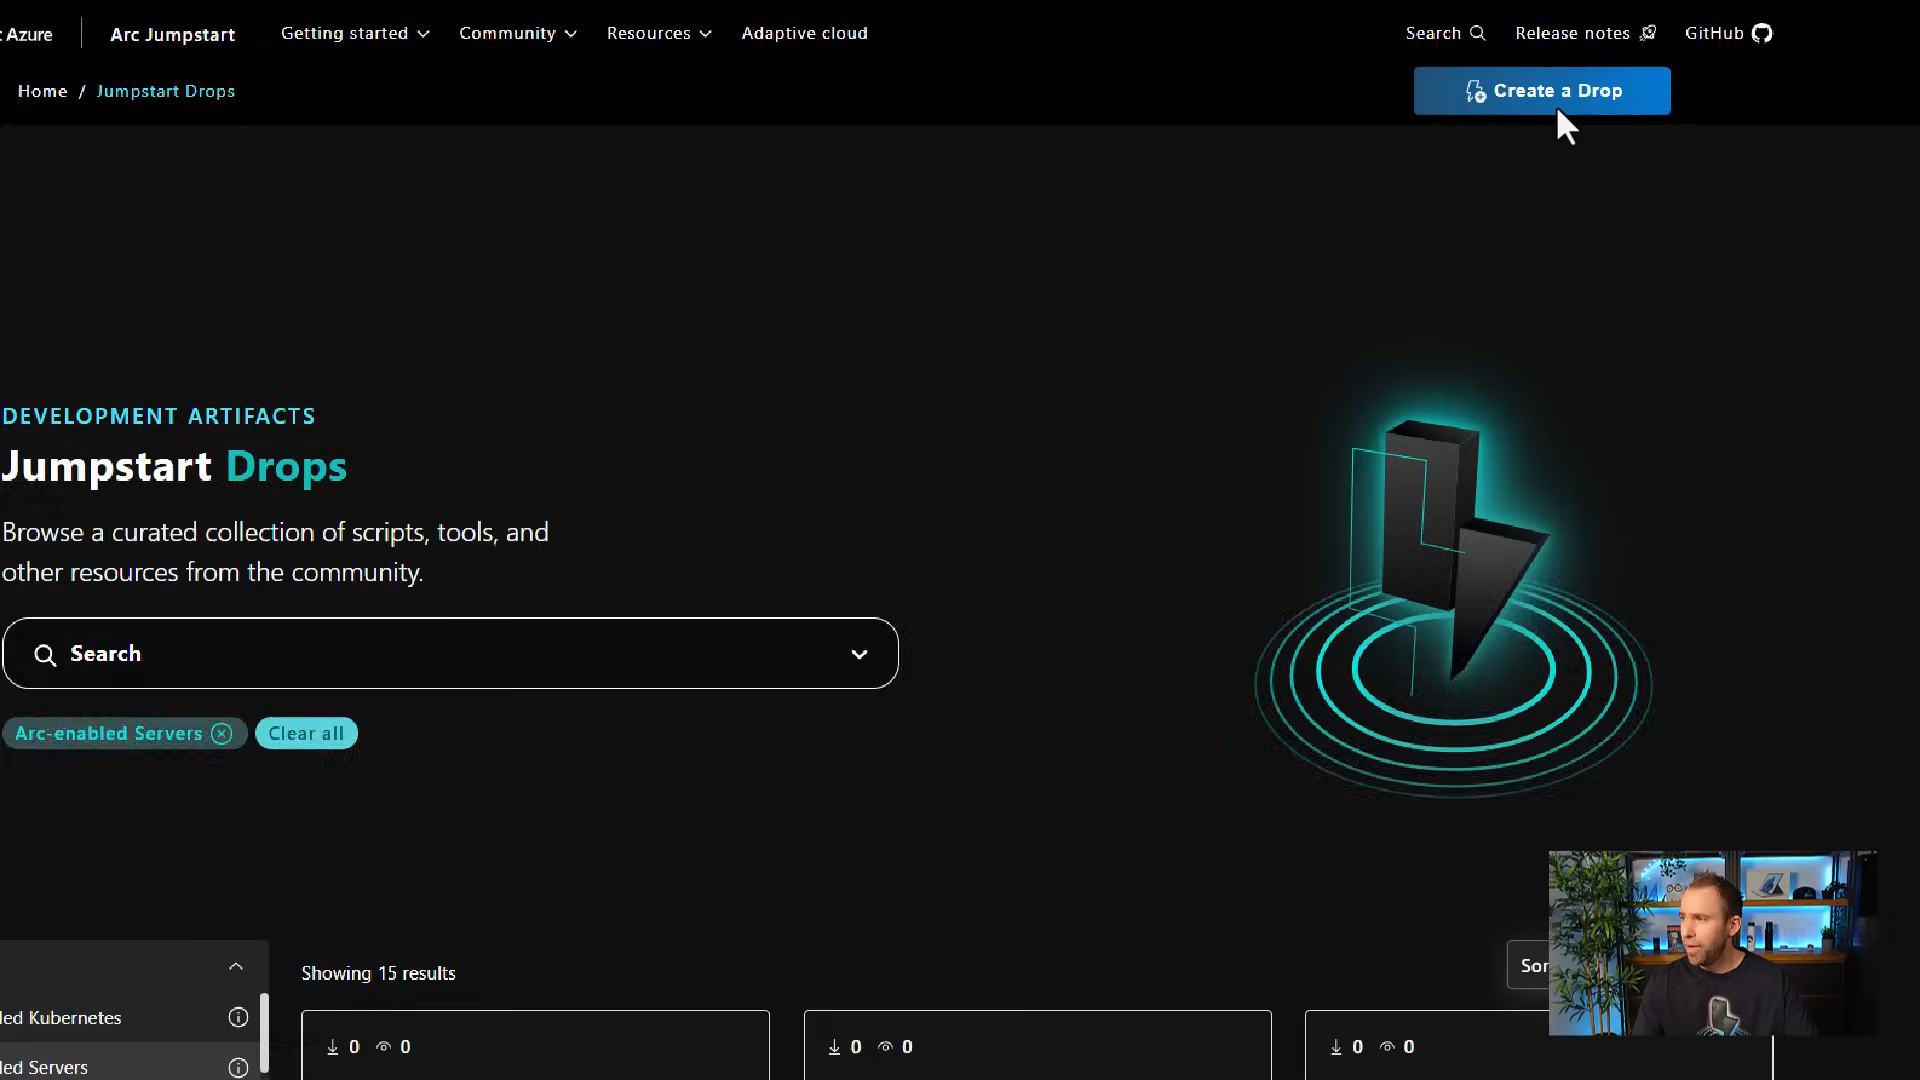 Azure
Arc Jumpstart
Getting started
Community
Resources
Adaptive cloud
Search
Release notes
GitHub
Home / Jumpstart Drops
Create a Drop
DEVELOPMENT ARTIFACTS
Jumpstart Drops
Browse a curated collection of scripts, tools, and
other resources from the community.
Search
Arc-enabled Servers
Clear all
Showing 15 results
Sor
led Kubernetes
led Servers
0 0
0 0
0 0